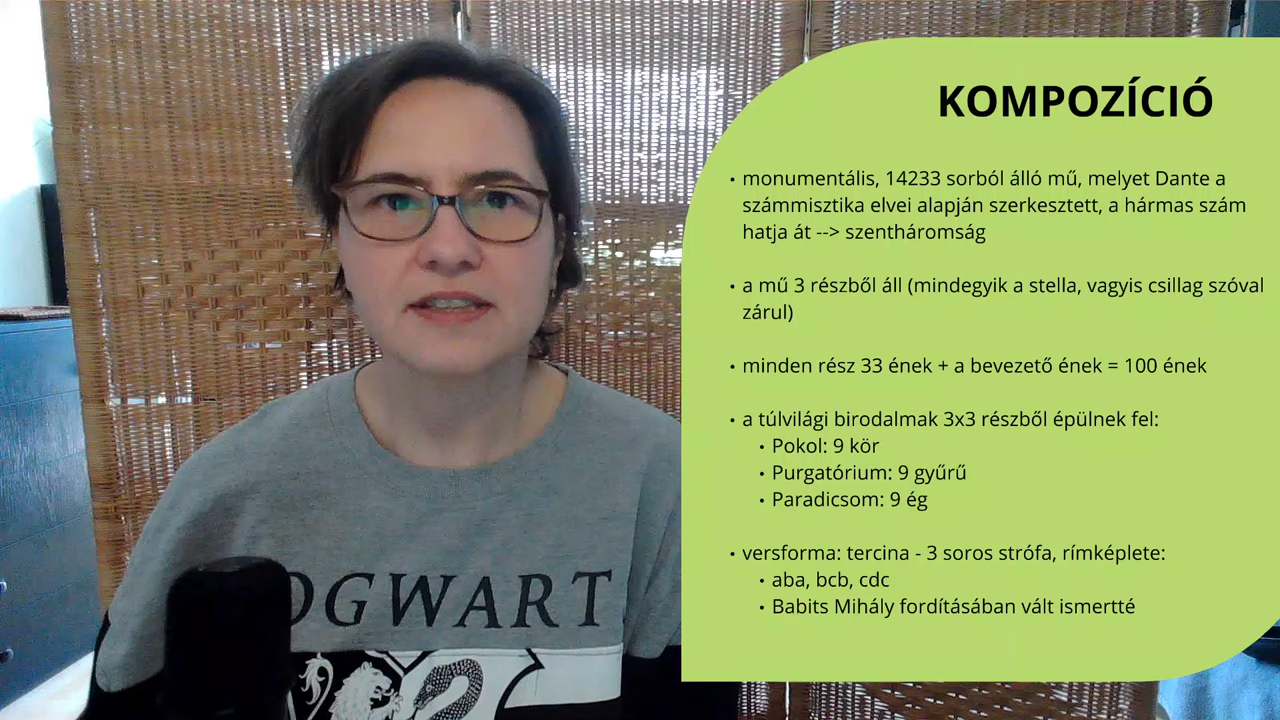 KOMPOZÍCIÓ
• monumentális, 14233 sorból álló mű, melyet Dante a
számmisztika elvei alapján szerkesztett, a hármas szám
hatja át --> szentháromság
• a mű 3 részből áll (mindegyik a stella, vagyis csillag szóval
zárul)
• minden rész 33 ének + a bevezető ének = 100 ének
• a túlvilági birodalmak 3x3 részből épülnek fel:
• Pokol: 9 kör
• Purgatórium: 9 gyűrű
• Paradicsom: 9 ég
• versforma: tercina - 3 soros strófa, rímképlete:
• aba, bcb, cdc
• Babits Mihály fordításában vált ismertté
OGWART